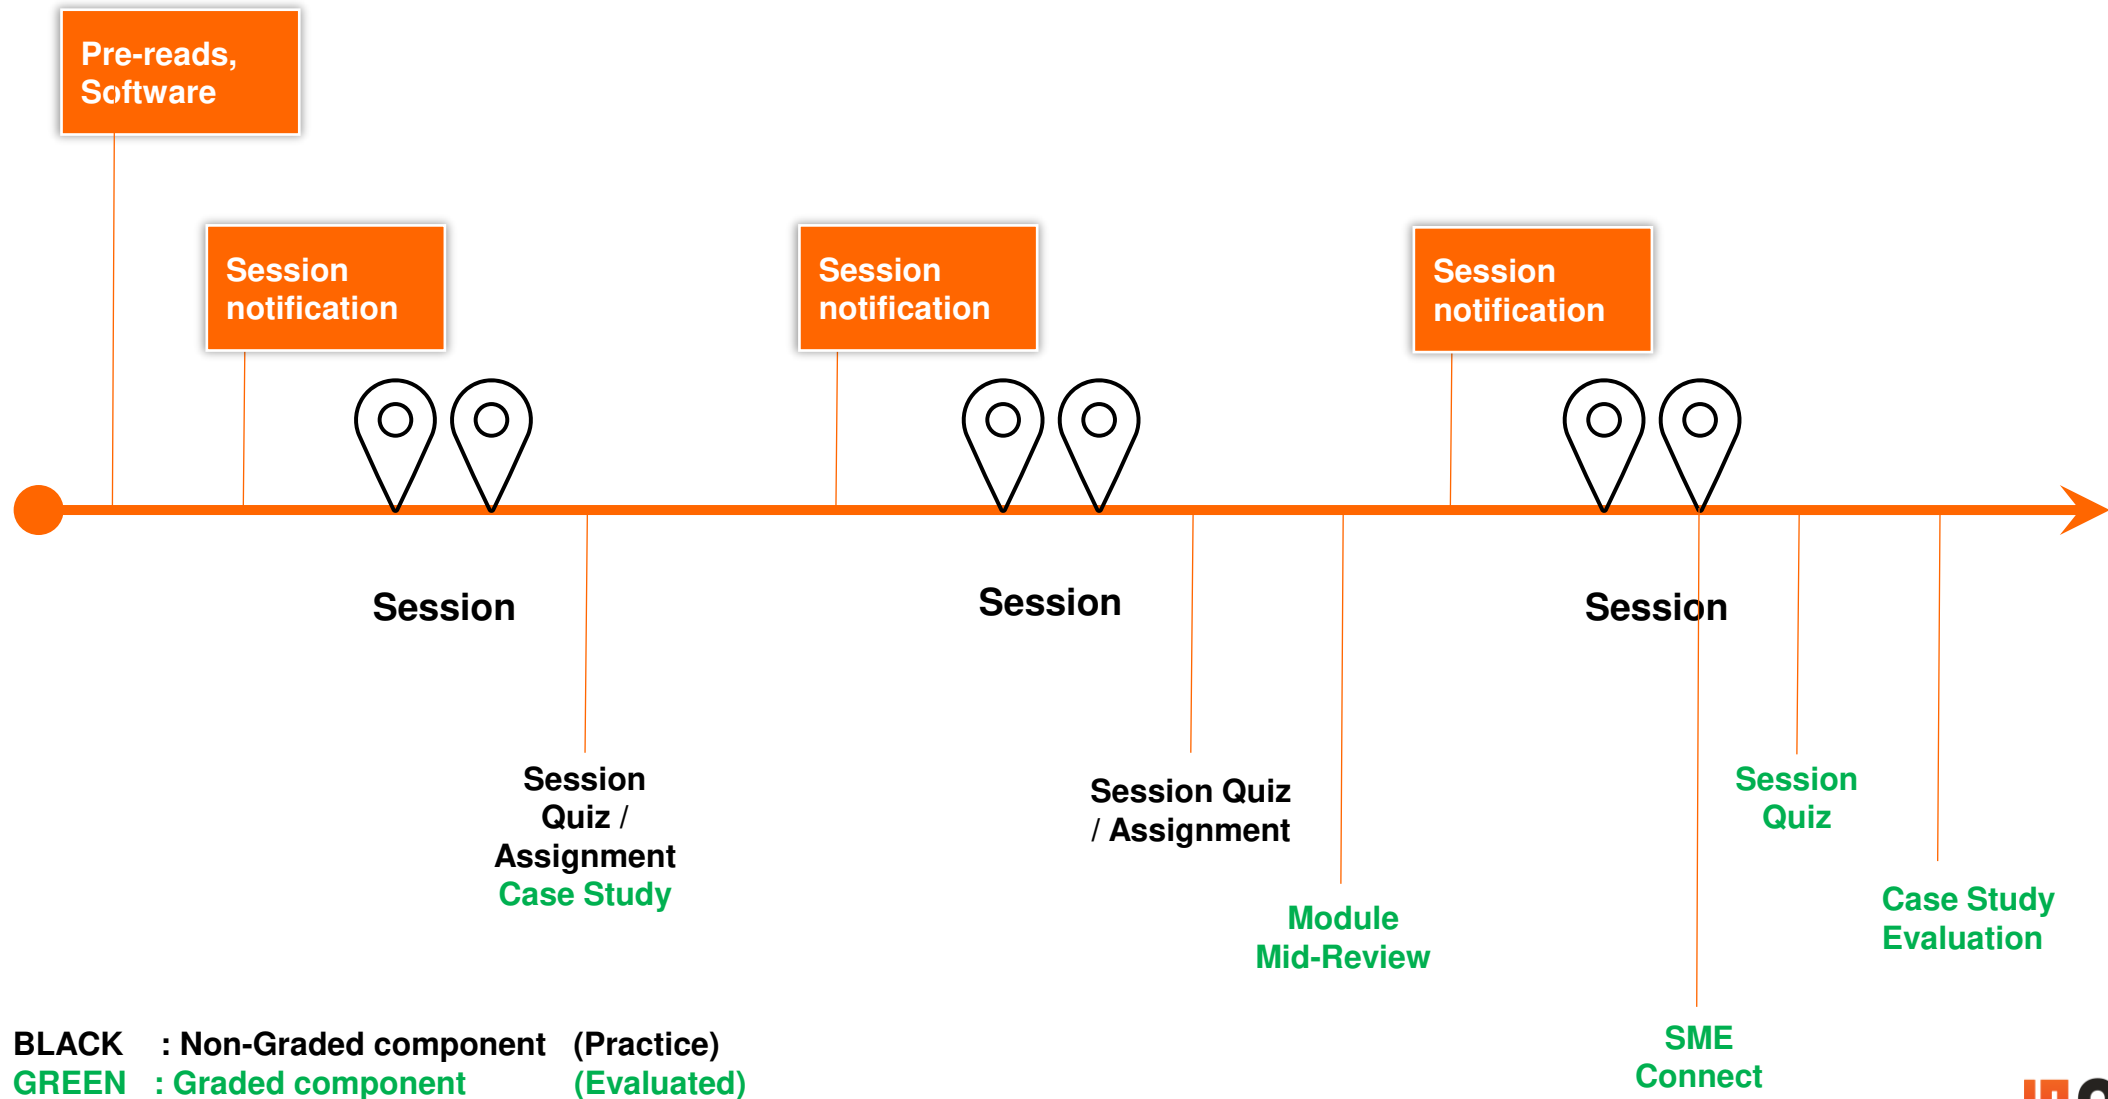 Pre-reads,
Software
Session
notification
Session
notification
Session
notification
Session
Session
Session
Session
Quiz /
Assignment
Case Study
Session Quiz
/ Assignment
Module
Mid-Review
Session
Quiz
Case Study
Evaluation
SME
Connect
BLACK : Non-Graded component (Practice)
GREEN : Graded component (Evaluated)